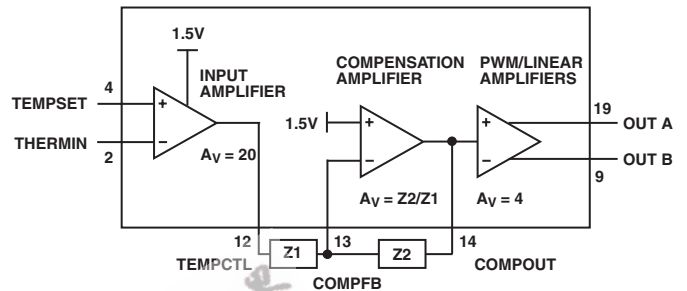 1.5V
INPUT
AMPLIFIER
COMPENSATION
AMPLIFIER
PWM/LINEAR
AMPLIFIERS
4
TEMPSET
+
THERMIN
−
2
AV = 20
1.5V
+
−
AV = Z2/Z1
+
−
AV = 4
19
OUT A
OUT B
9
12
Z1
13
Z2
14
TEMPCTL
COMPFB
COMPOUT